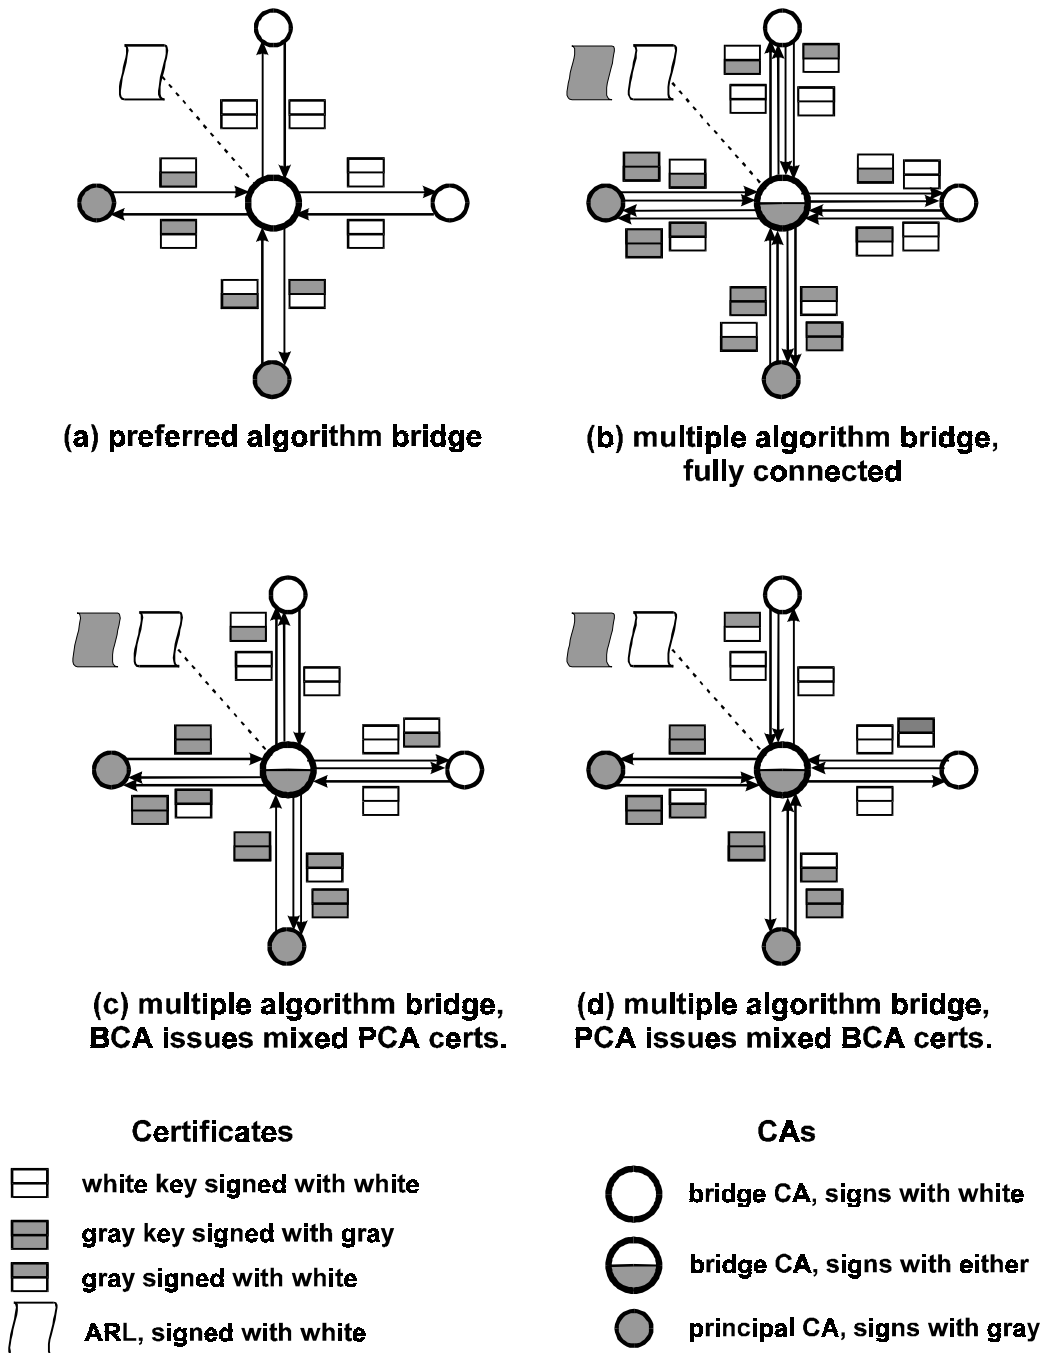 (a) preferred algorithm bridge
(b) multiple algorithm bridge,
fully connected
(c) multiple algorithm bridge,
BCA issues mixed PCA certs.
(d) multiple algorithm bridge,
PCA issues mixed BCA certs.
Certificates
white key signed with white
gray key signed with gray
gray signed with white
ARL, signed with white
CAs
bridge CA, signs with white
bridge CA, signs with either
principal CA, signs with gray